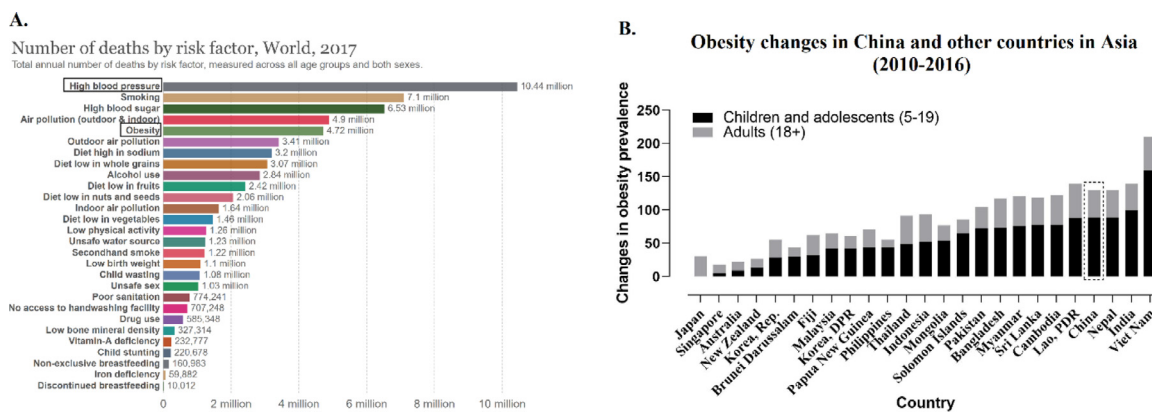 A.
Number of deaths by risk factor, World, 2017
Total annual number of deaths by risk factor, measured across all age groups and both sexes.
High blood pressure 10.44 million
Smoking 7.1 million
High blood sugar 6.53 million
Air pollution (outdoor & indoor) 4.9 million
Obesity 4.72 million
Outdoor air pollution 3.41 million
Diet high in sodium 3.2 million
Diet low in whole grains 3.07 million
Alcohol use 2.84 million
Diet low in fruits 2.42 million
Diet low in nuts and seeds 2.06 million
Indoor air pollution 1.64 million
Diet low in vegetables 1.46 million
Low physical activity 1.26 million
Unsafe water source 1.23 million
Secondhand smoke 1.22 million
Low birth weight 1.1 million
Child wasting 1.08 million
Unsafe sex 1.03 million
Poor sanitation 774,241
No access to handwashing facility 707,248
Drug use 585,348
Low bone mineral density 327,314
Vitamin-A deficiency 232,777
Child stunting 220,678
Non-exclusive breastfeeding 160,983
Iron deficiency 59,882
Discontinued breastfeeding 10,012
0 2 million 4 million 6 million 8 million 10 million
B.
Obesity changes in China and other countries in Asia
(2010-2016)
Children and adolescents (5-19)
Adults (18+)
Changes in obesity prevalence
250
200
150
100
50
0
Japan
Singapore
Australia
New Zealand
Korea, Rep.
Brunei Darussalam
Fiji
Malaysia
Korea, DPR
Papua New Guinea
Philippines
Thailand
Indonesia
Mongolia
Solomon Islands
Pakistan
Bangladesh
Myanmar
Sri Lanka
Cambodia
Lao, PDR
China
Nepal
India
Viet Nam
Country